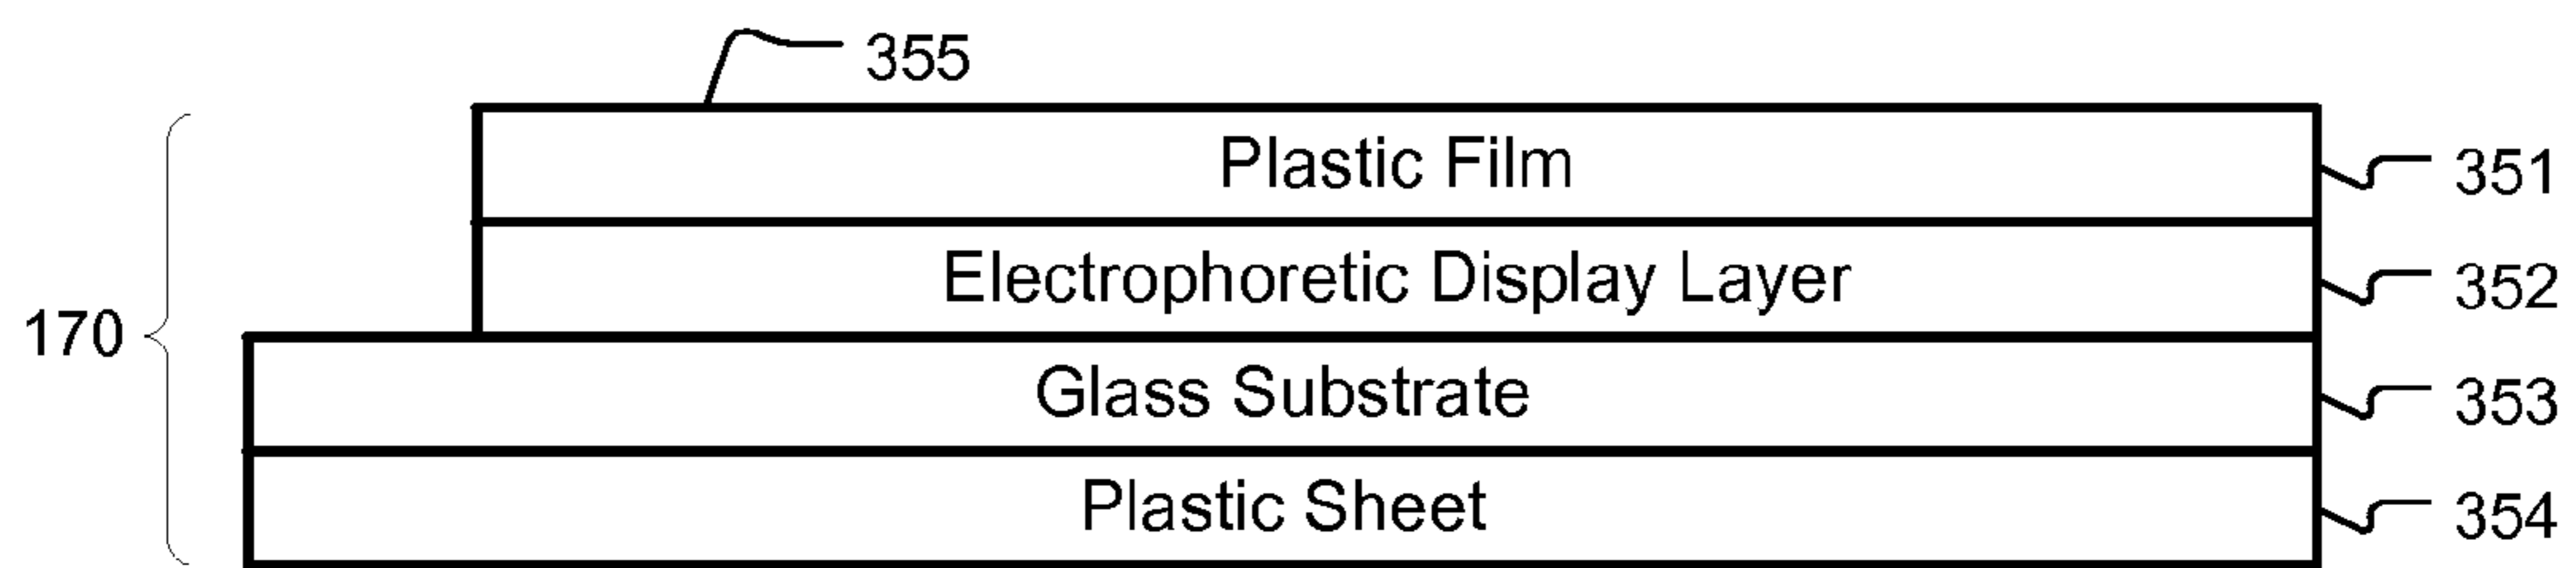 355
Plastic Film
351
Electrophoretic Display Layer
352
170
Glass Substrate
353
Plastic Sheet
354